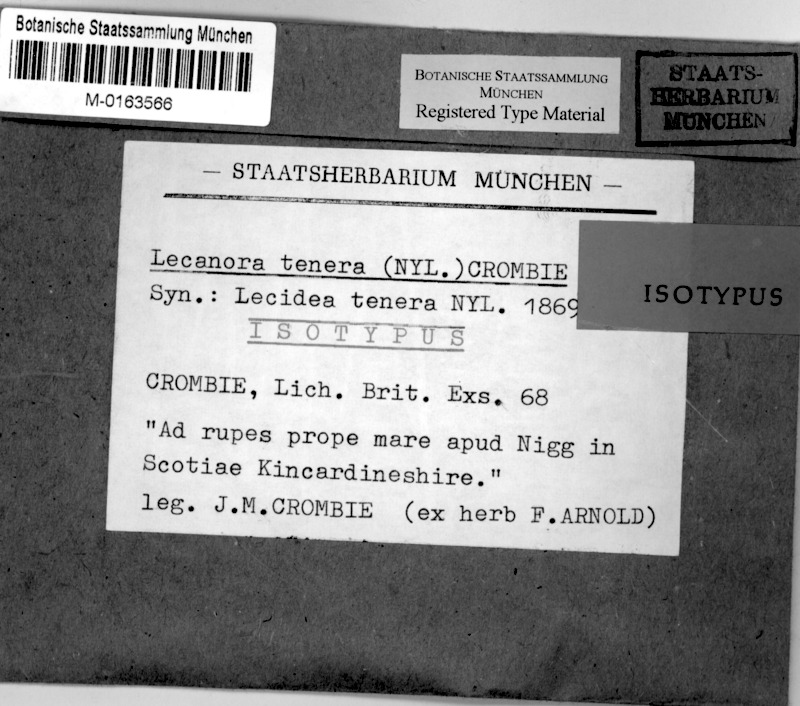 Botanische Staatssammlung München
M-0163566
BOTANISCHE STAATSSAMMLUNG
MÜNCHEN
Registered Type Material
STAATS-
HERBARIUM
MÜNCHEN
— STAATSHERBARIUM MÜNCHEN —
Lecanora tenera (NYL.)CROMBIE
Syn.: Lecidea tenera NYL. 1869
ISOTYPUS
I S O T Y P U S
CROMBIE, Lich. Brit. Exs. 68
"Ad rupes prope mare apud Nigg in
Scotiae Kincardineshire."
leg. J.M.CROMBIE (ex herb F.ARNOLD)